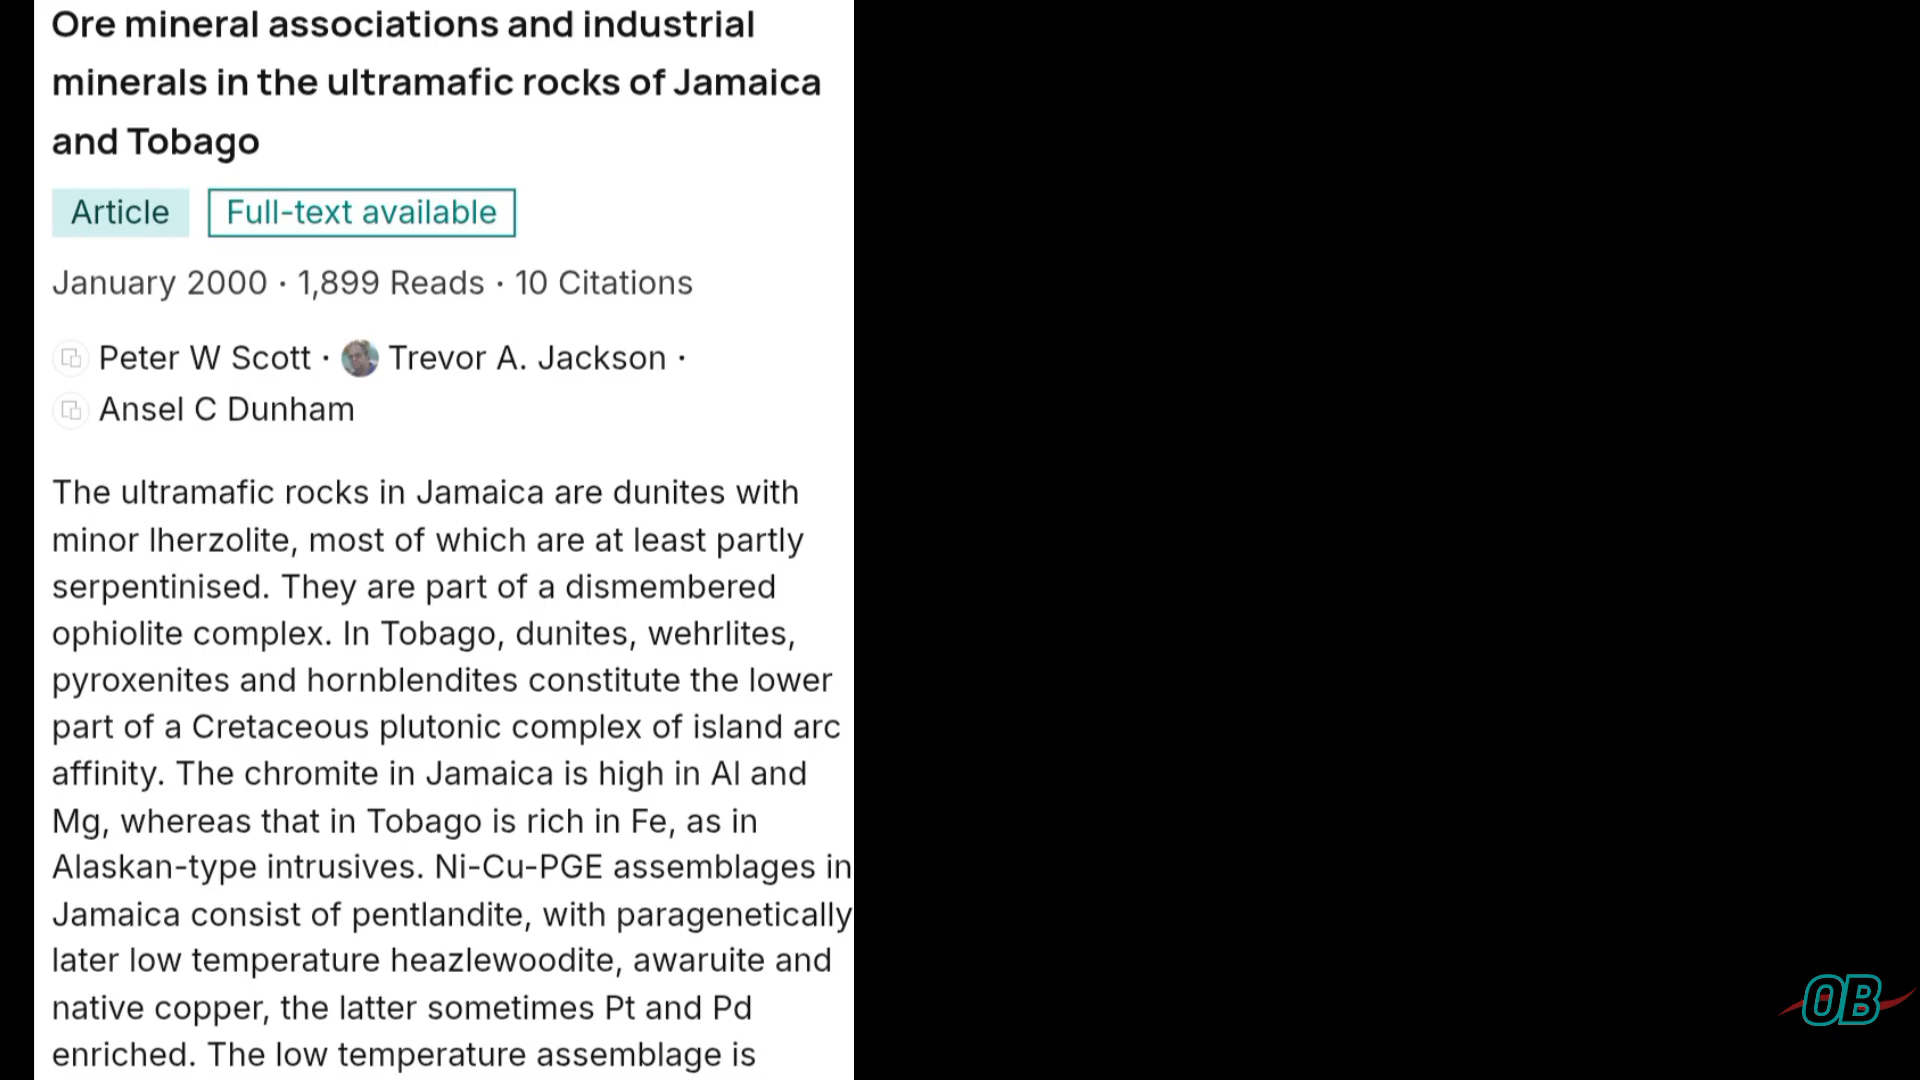 Ore mineral associations and industrial
minerals in the ultramafic rocks of Jamaica
and Tobago
Article
Full-text available
January 2000 · 1,899 Reads · 10 Citations
Peter W Scott · Trevor A. Jackson ·
Ansel C Dunham
The ultramafic rocks in Jamaica are dunites with
minor lherzolite, most of which are at least partly
serpentinised. They are part of a dismembered
ophiolite complex. In Tobago, dunites, wehrlites,
pyroxenites and hornblendites constitute the lower
part of a Cretaceous plutonic complex of island arc
affinity. The chromite in Jamaica is high in Al and
Mg, whereas that in Tobago is rich in Fe, as in
Alaskan-type intrusives. Ni-Cu-PGE assemblages in
Jamaica consist of pentlandite, with paragenetically
later low temperature heazlewoodite, awaruite and
native copper, the latter sometimes Pt and Pd
enriched. The low temperature assemblage is
OB